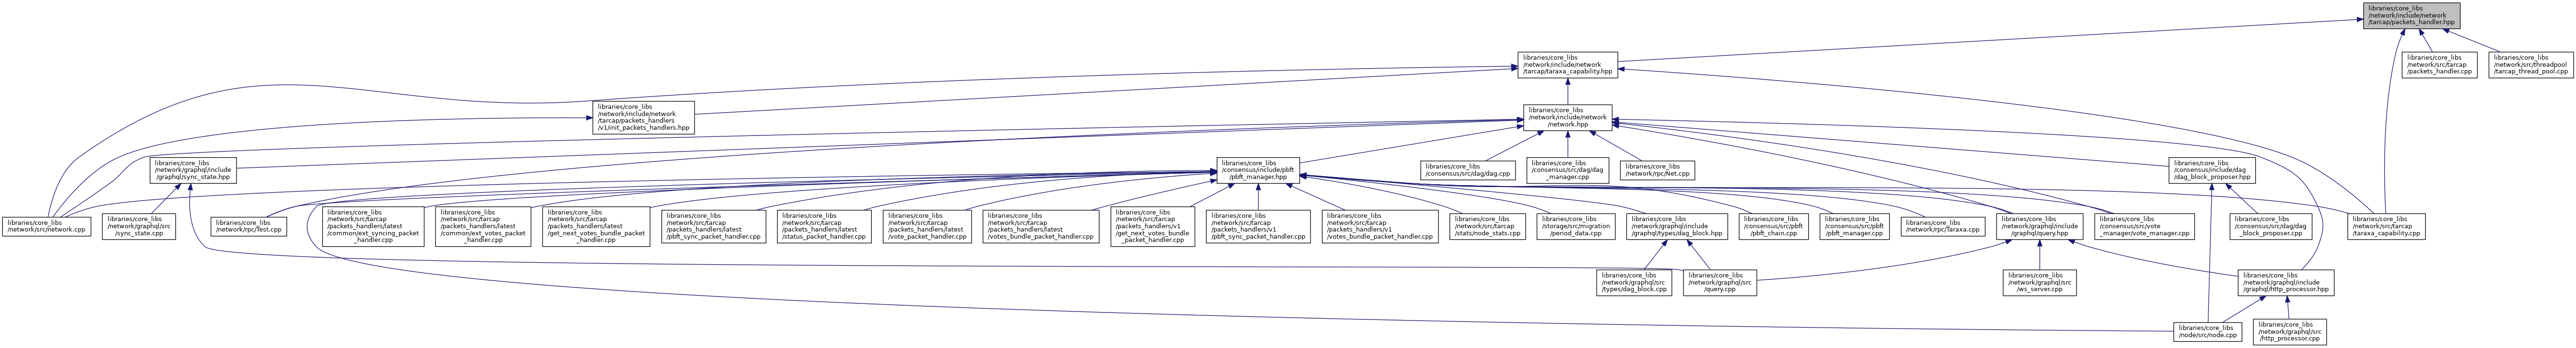 libraries/core_libs
/network/include/network
/tarcap/packets_handler.hpp
libraries/core_libs
/network/include/network
/tarcap/taraxa_capability.hpp
libraries/core_libs
/network/src/tarcap
/packets_handler.cpp
libraries/core_libs
/network/src/threadpool
/tarcap_thread_pool.cpp
libraries/core_libs
/network/include/network
/tarcap/packets_handlers
/v1/init_packets_handlers.hpp
libraries/core_libs
/network/include/network
/network.hpp
libraries/core_libs
/network/graphql/include
/graphql/sync_state.hpp
libraries/core_libs
/consensus/include/pbft
/pbft_manager.hpp
libraries/core_libs
/consensus/src/dag/dag.cpp
libraries/core_libs
/consensus/src/dag/dag
_manager.cpp
libraries/core_libs
/network/rpc/Net.cpp
libraries/core_libs
/consensus/include/dag
/dag_block_proposer.hpp
libraries/core_libs
/network/src/network.cpp
libraries/core_libs
/network/graphql/src
/sync_state.cpp
libraries/core_libs
/network/rpc/Test.cpp
libraries/core_libs
/network/src/tarcap
/packets_handlers/latest
/common/ext_syncing_packet
_handler.cpp
libraries/core_libs
/network/src/tarcap
/packets_handlers/latest
/common/ext_votes_packet
_handler.cpp
libraries/core_libs
/network/src/tarcap
/packets_handlers/latest
/get_next_votes_bundle_packet
_handler.cpp
libraries/core_libs
/network/src/tarcap
/packets_handlers/latest
/pbft_sync_packet_handler.cpp
libraries/core_libs
/network/src/tarcap
/packets_handlers/latest
/status_packet_handler.cpp
libraries/core_libs
/network/src/tarcap
/packets_handlers/latest
/vote_packet_handler.cpp
libraries/core_libs
/network/src/tarcap
/packets_handlers/latest
/votes_bundle_packet_handler.cpp
libraries/core_libs
/network/src/tarcap
/packets_handlers/v1
/get_next_votes_bundle
_packet_handler.cpp
libraries/core_libs
/network/src/tarcap
/packets_handlers/v1
/pbft_sync_packet_handler.cpp
libraries/core_libs
/network/src/tarcap
/packets_handlers/v1
/votes_bundle_packet_handler.cpp
libraries/core_libs
/network/src/tarcap
/stats/node_stats.cpp
libraries/core_libs
/storage/src/migration
/period_data.cpp
libraries/core_libs
/network/graphql/include
/graphql/types/dag_block.hpp
libraries/core_libs
/consensus/src/pbft
/pbft_chain.cpp
libraries/core_libs
/consensus/src/pbft
/pbft_manager.cpp
libraries/core_libs
/network/rpc/Taraxa.cpp
libraries/core_libs
/network/graphql/include
/graphql/query.hpp
libraries/core_libs
/consensus/src/vote
_manager/vote_manager.cpp
libraries/core_libs
/consensus/src/dag/dag
_block_proposer.cpp
libraries/core_libs
/network/src/tarcap
/taraxa_capability.cpp
libraries/core_libs
/network/graphql/src
/types/dag_block.cpp
libraries/core_libs
/network/graphql/src
/query.cpp
libraries/core_libs
/network/graphql/src
/ws_server.cpp
libraries/core_libs
/network/graphql/include
/graphql/http_processor.hpp
libraries/core_libs
/node/src/node.cpp
libraries/core_libs
/network/graphql/src
/http_processor.cpp